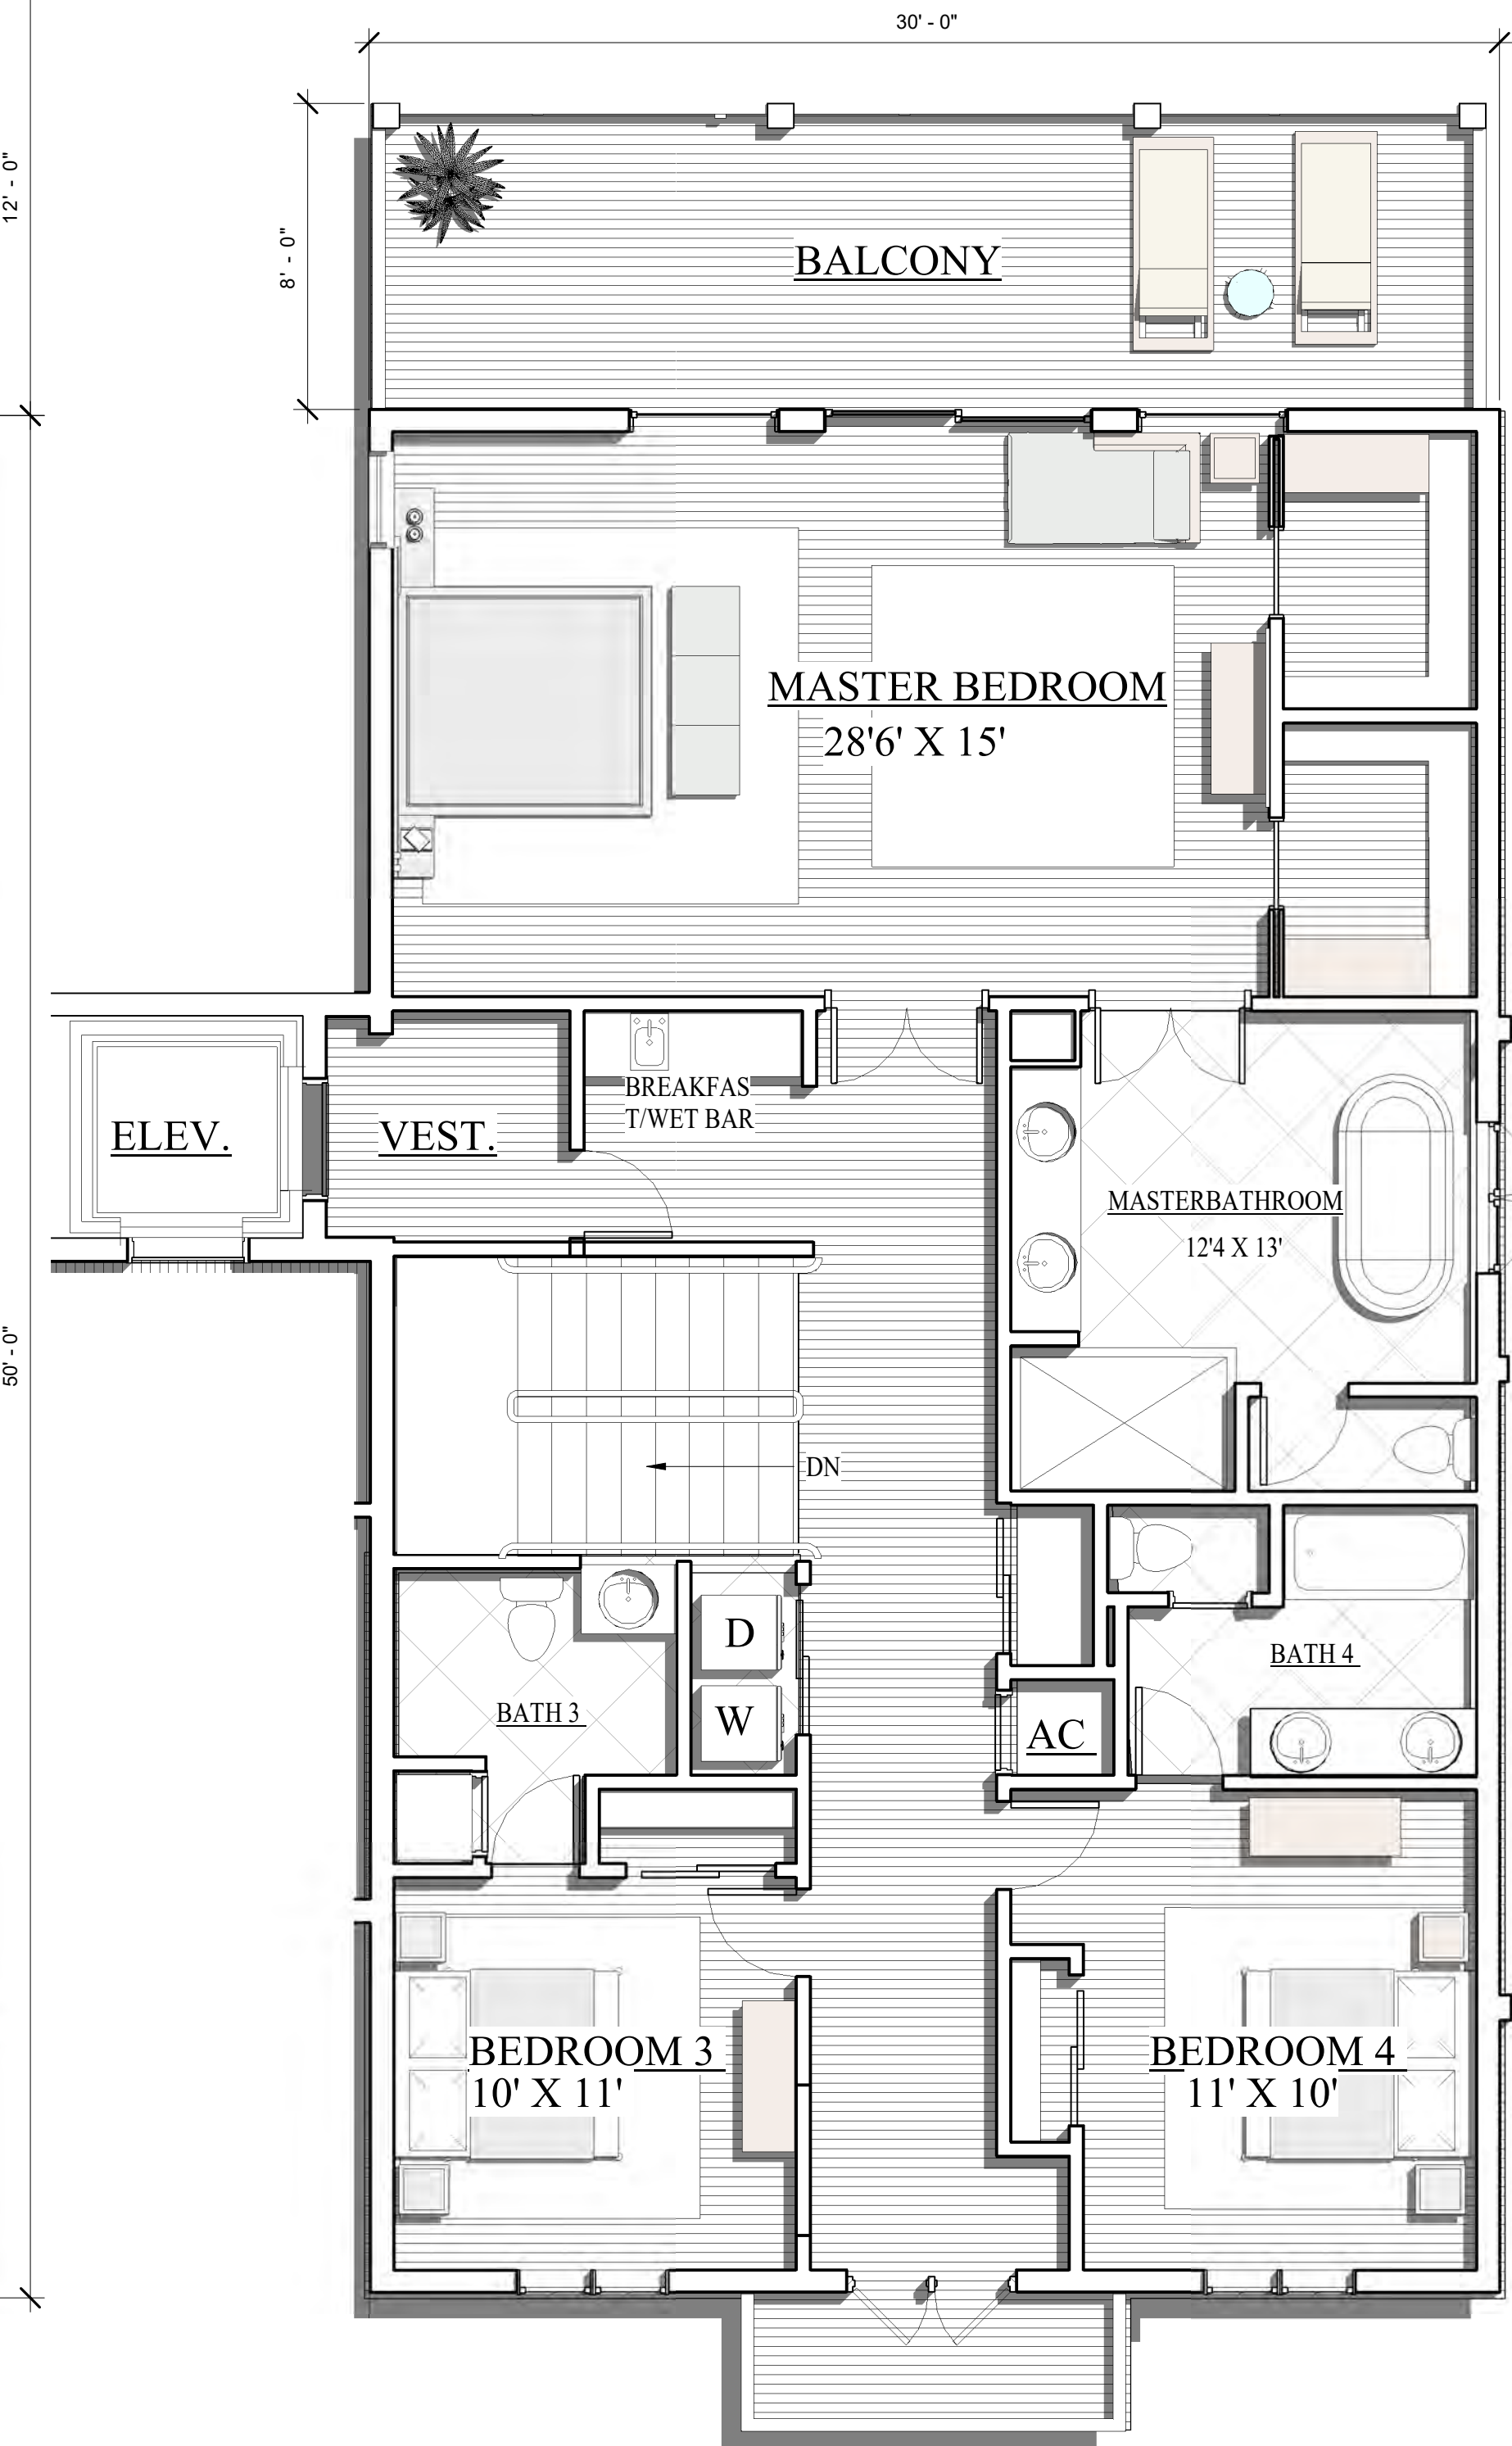 30' - 0"
12' - 0"
8' - 0"
BALCONY
MASTER BEDROOM
28'6' X 15'
BREAKFAS
T/WET BAR
ELEV.
VEST.
MASTERBATHROOM
12'4 X 13'
50' - 0"
DN
D
BATH 4
BATH 3
W
AC
BEDROOM 3
10' X 11'
BEDROOM 4
11' X 10'